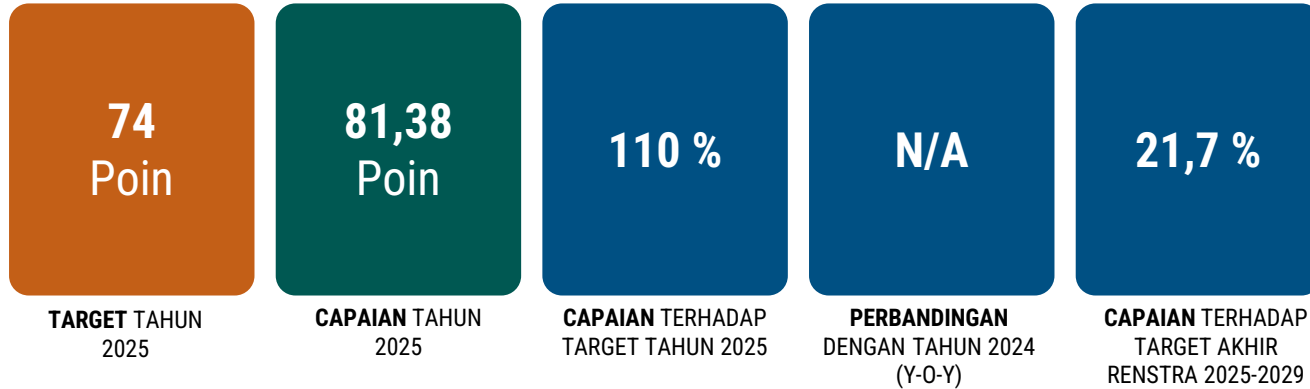 74
Poin
81,38
Poin
110 %
N/A
21,7 %
TARGET TAHUN
2025
CAPAIAN TAHUN
2025
CAPAIAN TERHADAP
TARGET TAHUN 2025
PERBANDINGAN
DENGAN TAHUN 2024
(Y-O-Y)
CAPAIAN TERHADAP
TARGET AKHIR
RENSTRA 2025-2029